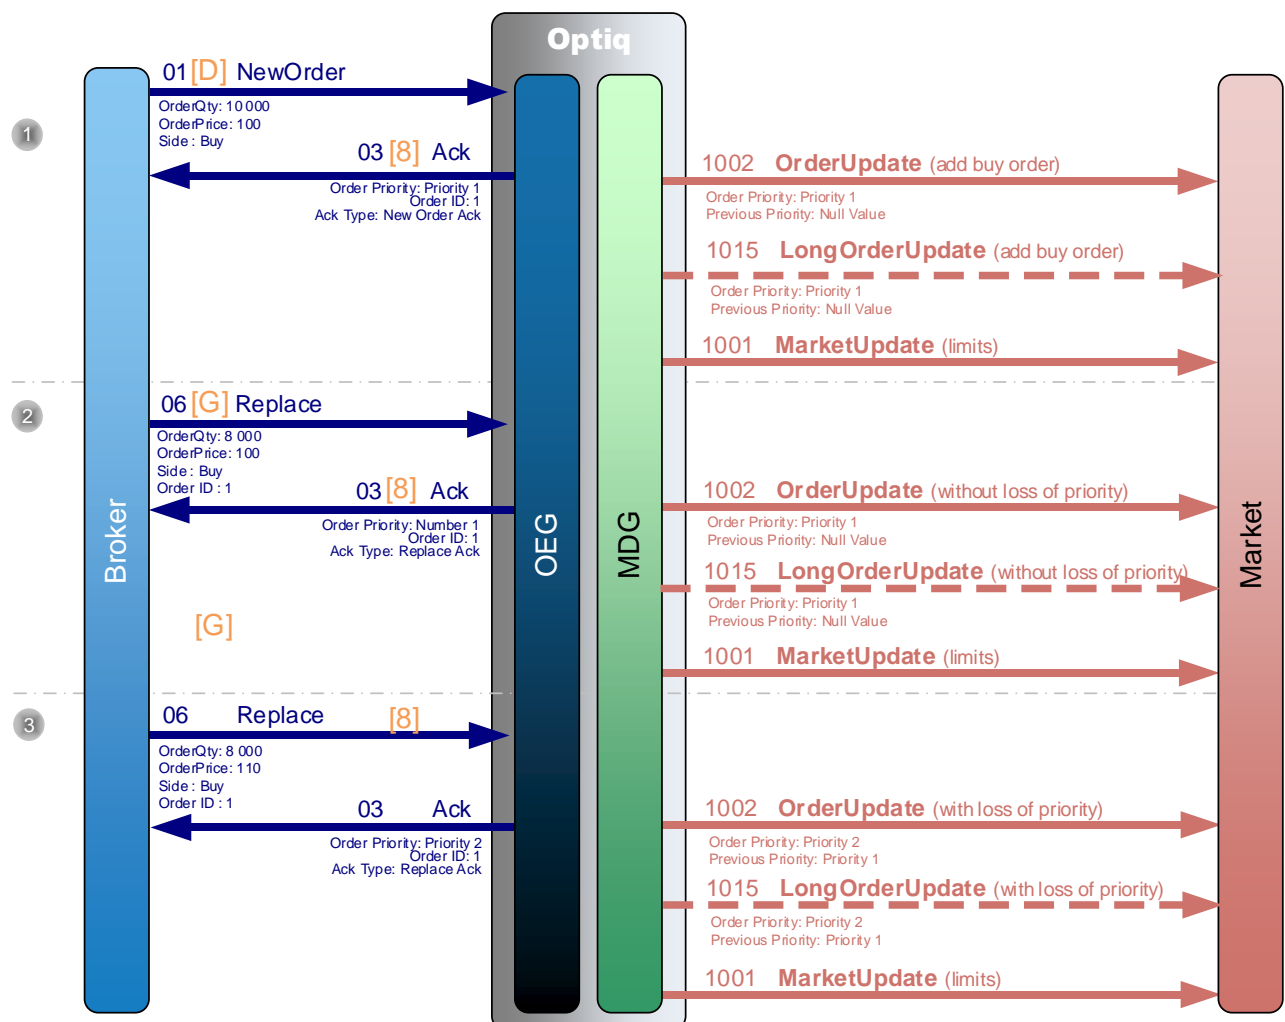 Optiq
01 [D] NewOrder
OrderQty: 10 000
OrderPrice: 100
Side : Buy
1
03 [8] Ack
Order Priority: Priority 1
Order ID: 1
Ack Type: New Order Ack
1002 OrderUpdate (add buy order)
Order Priority: Priority 1
Previous Priority: Null Value
1015 LongOrderUpdate (add buy order)
Order Priority: Priority 1
Previous Priority: Null Value
1001 MarketUpdate (limits)
2
06 [G] Replace
OrderQty: 8 000
OrderPrice: 100
Side : Buy
Order ID : 1
03 [8] Ack
Order Priority: Number 1
Order ID: 1
Ack Type: Replace Ack
1002 OrderUpdate (without loss of priority)
Order Priority: Priority 1
Previous Priority: Null Value
1015 LongOrderUpdate (without loss of priority)
Order Priority: Priority 1
Previous Priority: Null Value
Broker
OEG
MDG
Market
[G]
1001 MarketUpdate (limits)
3
06 Replace [8]
OrderQty: 8 000
OrderPrice: 110
Side : Buy
Order ID : 1
03 Ack
Order Priority: Priority 2
Order ID: 1
Ack Type: Replace Ack
1002 OrderUpdate (with loss of priority)
Order Priority: Priority 2
Previous Priority: Priority 1
1015 LongOrderUpdate (with loss of priority)
Order Priority: Priority 2
Previous Priority: Priority 1
1001 MarketUpdate (limits)